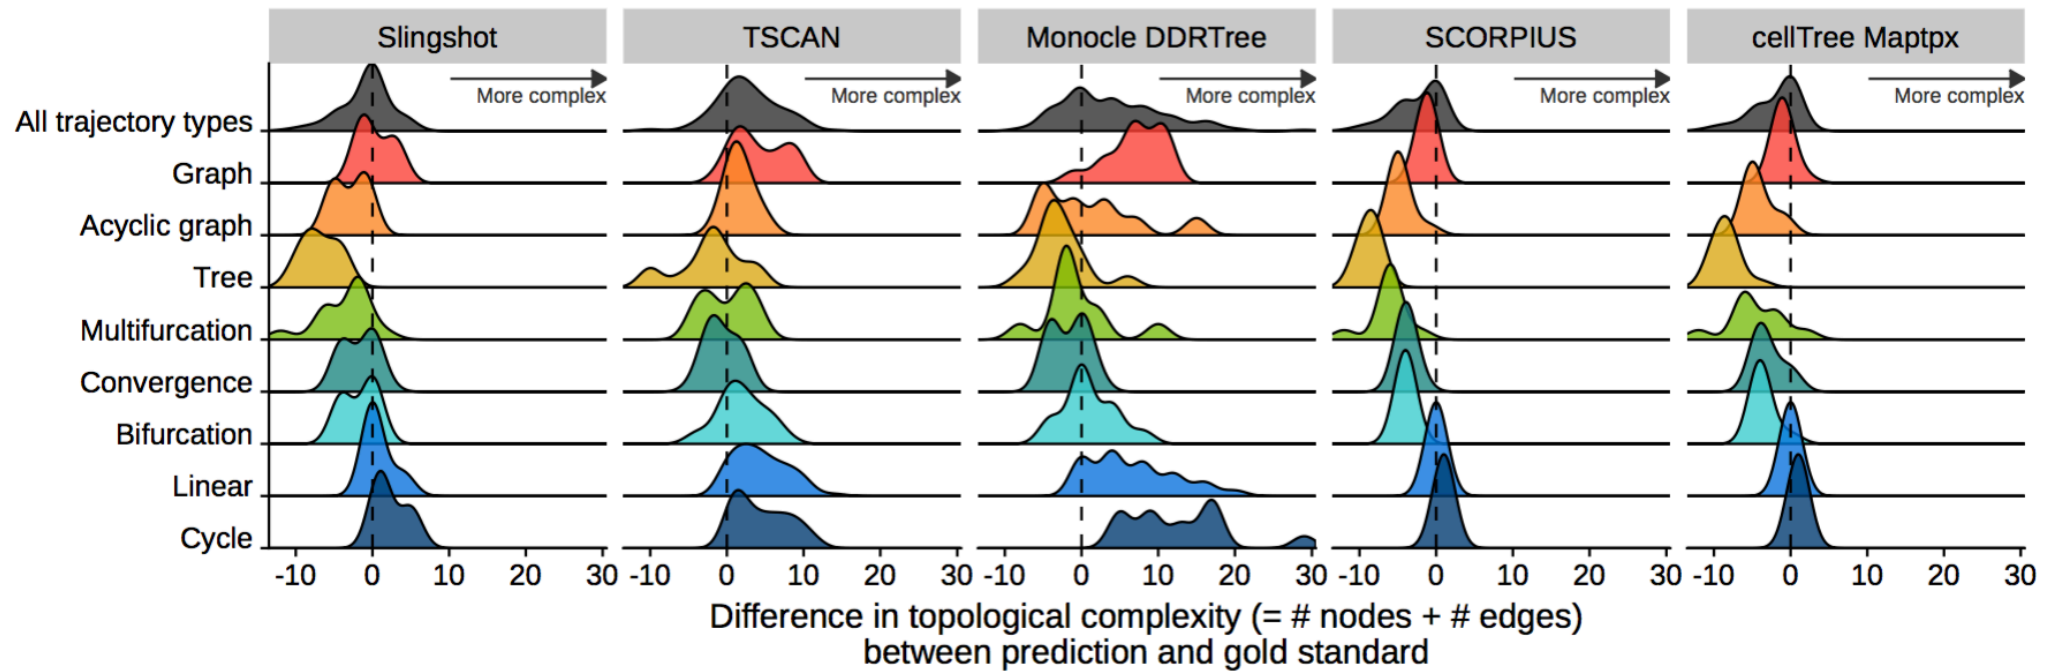 Slingshot TSCAN Monocle DDRTree SCORPIUS cellTree Maptpx
More complex More complex More complex More complex More complex
All trajectory types
Graph
Acyclic graph
Tree
Multifurcation
Convergence
Bifurcation
Linear
Cycle
-10 0 10 20 30 -10 0 10 20 30 -10 0 10 20 30 -10 0 10 20 30 -10 0 10 20 30
Difference in topological complexity (= # nodes + # edges)
between prediction and gold standard